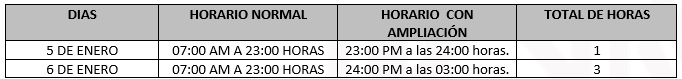 DIAS HORARIO NORMAL HORARIO CON AMPLIACIÓN TOTAL DE HORAS
5 DE ENERO 07:00 AM A 23:00 HORAS 23:00 PM a las 24:00 horas. 1
6 DE ENERO 07:00 AM A 23:00 HORAS 24:00 PM a las 03:00 horas. 3